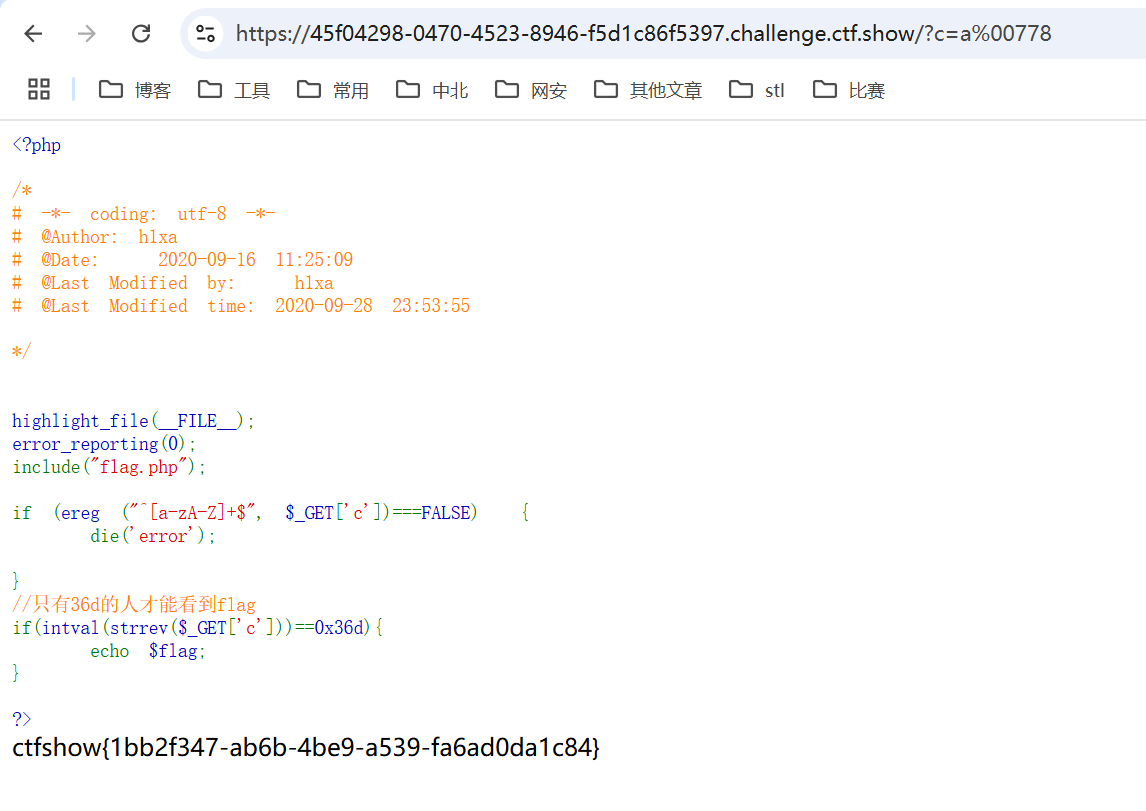 https://45f04298-0470-4523-8946-f5d1c86f5397.challenge.ctf.show/?c=a%00778
博客 工具 常用 中北 网安 其他文章 stl 比赛
<?php
/*
# -*- coding: utf-8 -*-
# @Author: hlxa
# @Date: 2020-09-16 11:25:09
# @Last Modified by: hlxa
# @Last Modified time: 2020-09-28 23:53:55
*/
highlight_file(__FILE__);
error_reporting(0);
include("flag.php");
if (ereg ("^[a-zA-Z]+$", $_GET['c'])===FALSE) {
die('error');
}
//只有36d的人才能看到flag
if(intval(strrev($_GET['c']))==0x36d){
echo $flag;
}
?>
ctfshow{1bb2f347-ab6b-4be9-a539-fa6ad0da1c84}